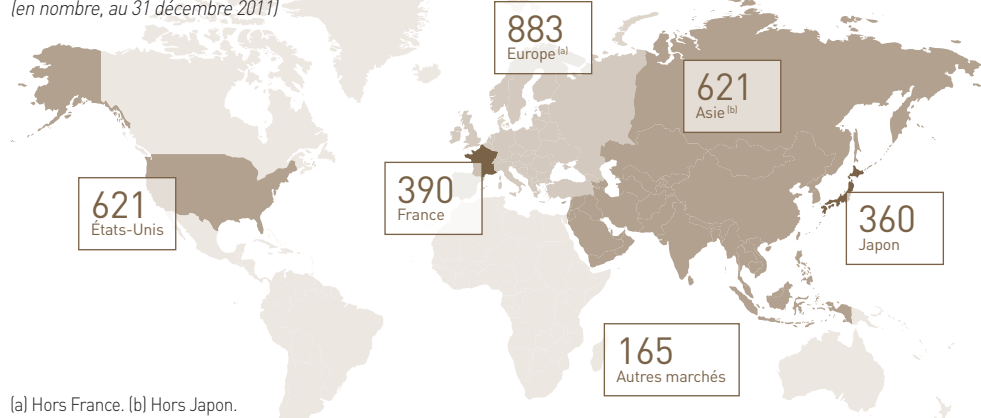 (en nombre, au 31 décembre 2011)
883
Europe (a)
621
Asie (b)
621
États-Unis
390
France
360
Japon
165
Autres marchés
(a) Hors France. (b) Hors Japon.